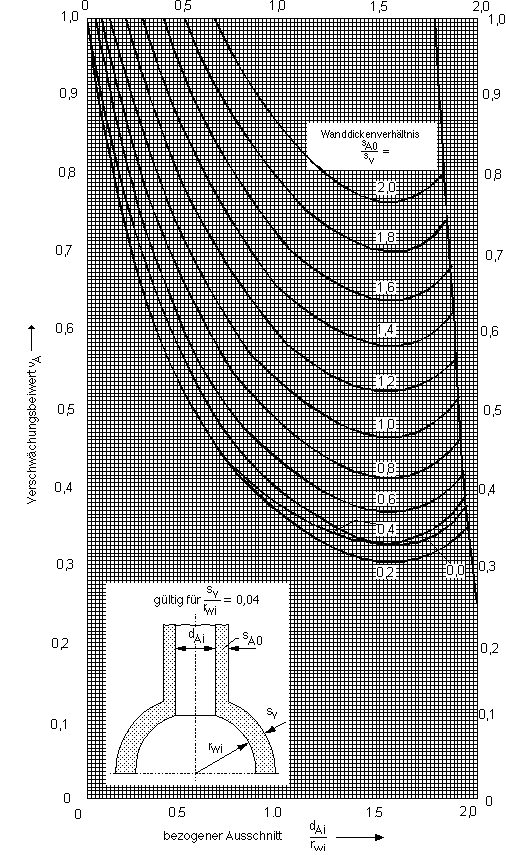 0 0,5 1,0 1,5 2,0
1,0 1,0
0,9 0,9
Wanddickenverhältnis
sA0
sv =
0,8 0,8
2,0
0,7 0,7
1,8
1,6
0,6 0,6
1,4
1,2
0,5 0,5
1,0
0,8
0,4 0,4
0,6
0,4
0,3 0,3
0,2 0,0
gültig für sv/rWi = 0,04
dAi sA0
sv
rWi
0,2 0,2
0,1 0,1
0 0
0 0.5 1.0 1.5 2,0
Verschwächungsbeiwert vA
bezogener Ausschnitt dAi
rWi